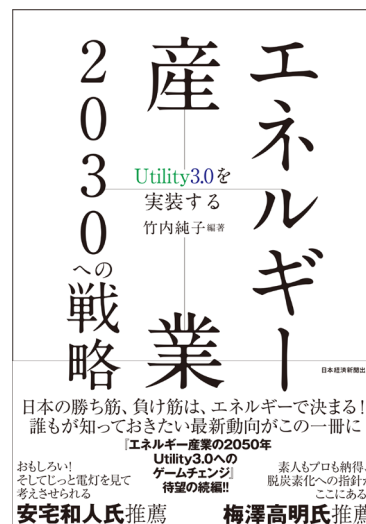 エネルギー
産業
2030への戦略
Utility3.0を
実装する
竹内純子編著
日本経済新聞出
日本の勝ち筋、負け筋は、エネルギーで決まる!
誰もが知っておきたい最新動向がこの一冊に
『エネルギー産業の2050年
Utility3.0への
ゲームチェンジ』
待望の続編!!
おもしろい!
そしてじっと電灯を見て
考えさせられる
安宅和人氏推薦
素人もプロも納得、
脱炭素化への指針が
ここにある
梅澤高明氏推薦